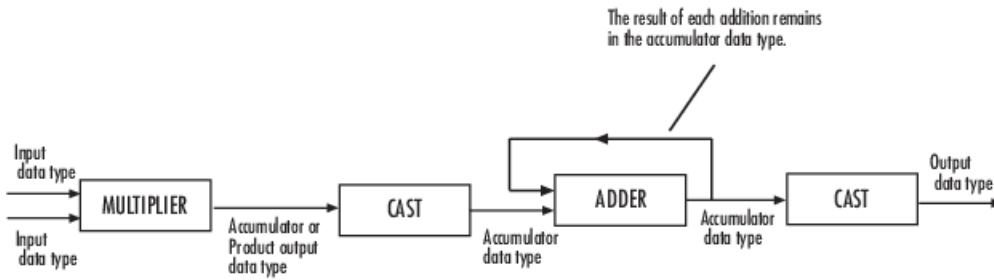 The result of each addition remains
in the accumulator data type.
Input
data type
MULTIPLIER
Input
data type
Accumulator or
Product output
data type
CAST
Accumulator
data type
ADDER
Accumulator
data type
CAST
Output
data type